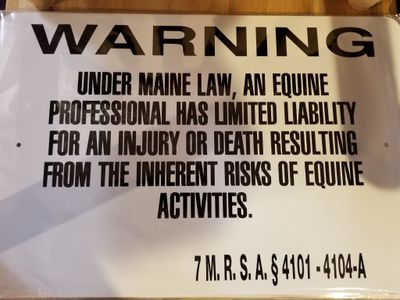 WARNING
UNDER MAINE LAW, AN EQUINE
PROFESSIONAL HAS LIMITED LIABILITY
FOR AN INJURY OR DEATH RESULTING
FROM THE INHERENT RISKS OF EQUINE
ACTIVITIES.
7 M. R. S. A. § 4101 - 4104-A